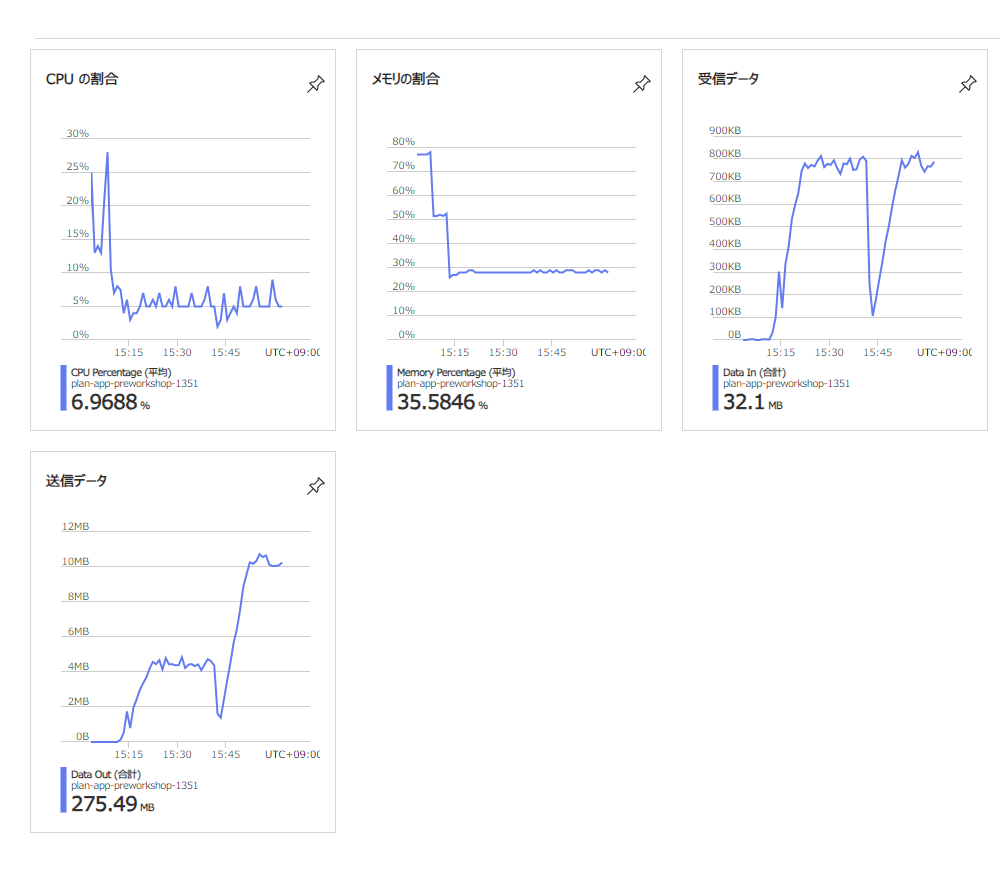 CPU の割合
30%
25%
20%
15%
10%
5%
0%
15:15 15:30 15:45 UTC+09:00
CPU Percentage (平均)
plan-app-preworkshop-1351
6.9688 %
メモリの割合
80%
70%
60%
50%
40%
30%
20%
10%
0%
15:15 15:30 15:45 UTC+09:00
Memory Percentage (平均)
plan-app-preworkshop-1351
35.5846 %
受信データ
900KB
800KB
700KB
600KB
500KB
400KB
300KB
200KB
100KB
0B
15:15 15:30 15:45 UTC+09:00
Data In (合計)
plan-app-preworkshop-1351
32.1 MB
送信データ
12MB
10MB
8MB
6MB
4MB
2MB
0B
15:15 15:30 15:45 UTC+09:00
Data Out (合計)
plan-app-preworkshop-1351
275.49 MB